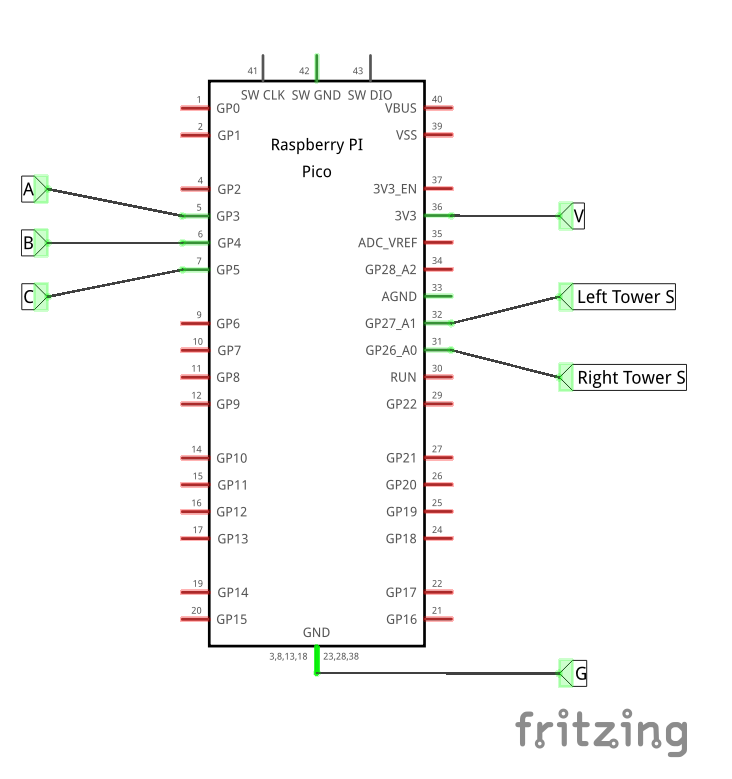 41 42 43
SW CLK SW GND SW DIO
1 GP0 VBUS 40
2 GP1 VSS 39
Raspberry PI
Pico
A 4 GP2 3V3_EN 37
5 GP3 3V3 36 V
B 6 GP4 ADC_VREF 35
7 GP5 GP28_A2 34
C AGND 33 Left Tower S
9 GP6 GP27_A1 32
10 GP7 GP26_A0 31
11 GP8 RUN 30 Right Tower S
12 GP9 GP22 29
14 GP10 GP21 27
15 GP11 GP20 26
16 GP12 GP19 25
17 GP13 GP18 24
19 GP14 GP17 22
20 GP15 GP16 21
GND
3,8,13,18 23,28,38
G
fritzing